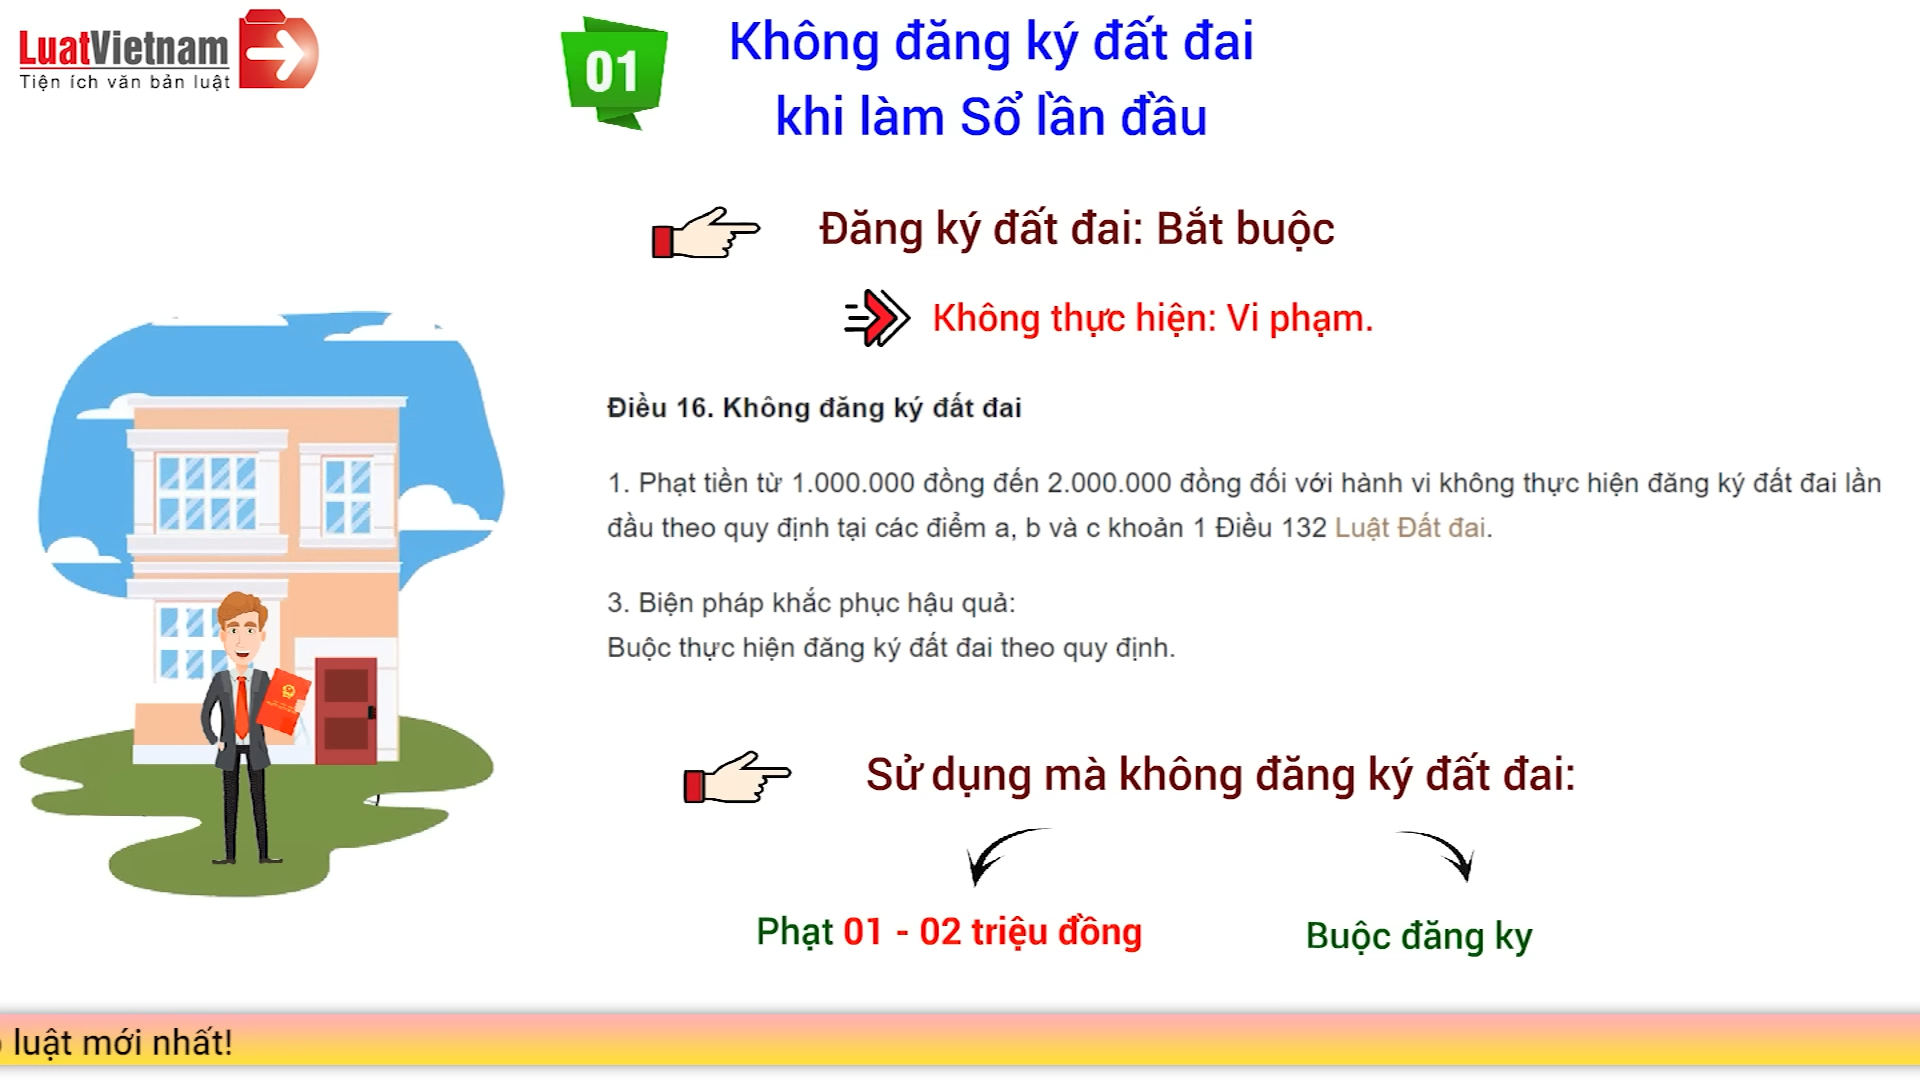 LuatVietnam
Tiện ích văn bản luật
01
Không đăng ký đất đai
khi làm Sổ lần đầu
Đăng ký đất đai: Bắt buộc
Không thực hiện: Vi phạm.
Điều 16. Không đăng ký đất đai
1. Phạt tiền từ 1.000.000 đồng đến 2.000.000 đồng đối với hành vi không thực hiện đăng ký đất đai lần
đầu theo quy định tại các điểm a, b và c khoản 1 Điều 132 Luật Đất đai.
3. Biện pháp khắc phục hậu quả:
Buộc thực hiện đăng ký đất đai theo quy định.
Sử dụng mà không đăng ký đất đai:
Phạt 01 - 02 triệu đồng
Buộc đăng ky
luật mới nhất!